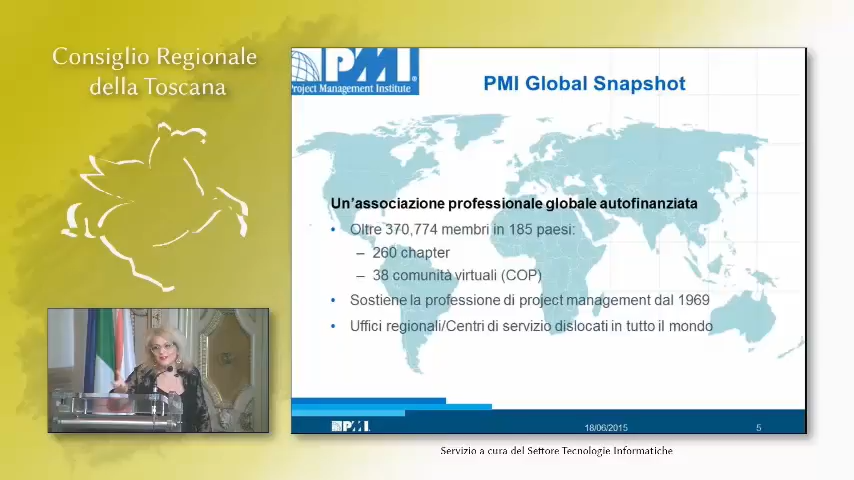 Consiglio Regionale
della Toscana
PMI
Project Management Institute
PMI Global Snapshot
Un'associazione professionale globale autofinanziata
• Oltre 370,774 membri in 185 paesi:
– 260 chapter
– 38 comunità virtuali (COP)
• Sostiene la professione di project management dal 1969
• Uffici regionali/Centri di servizio dislocati in tutto il mondo
PMI 18/06/2015 5
Servizio a cura del Settore Tecnologie Informatiche